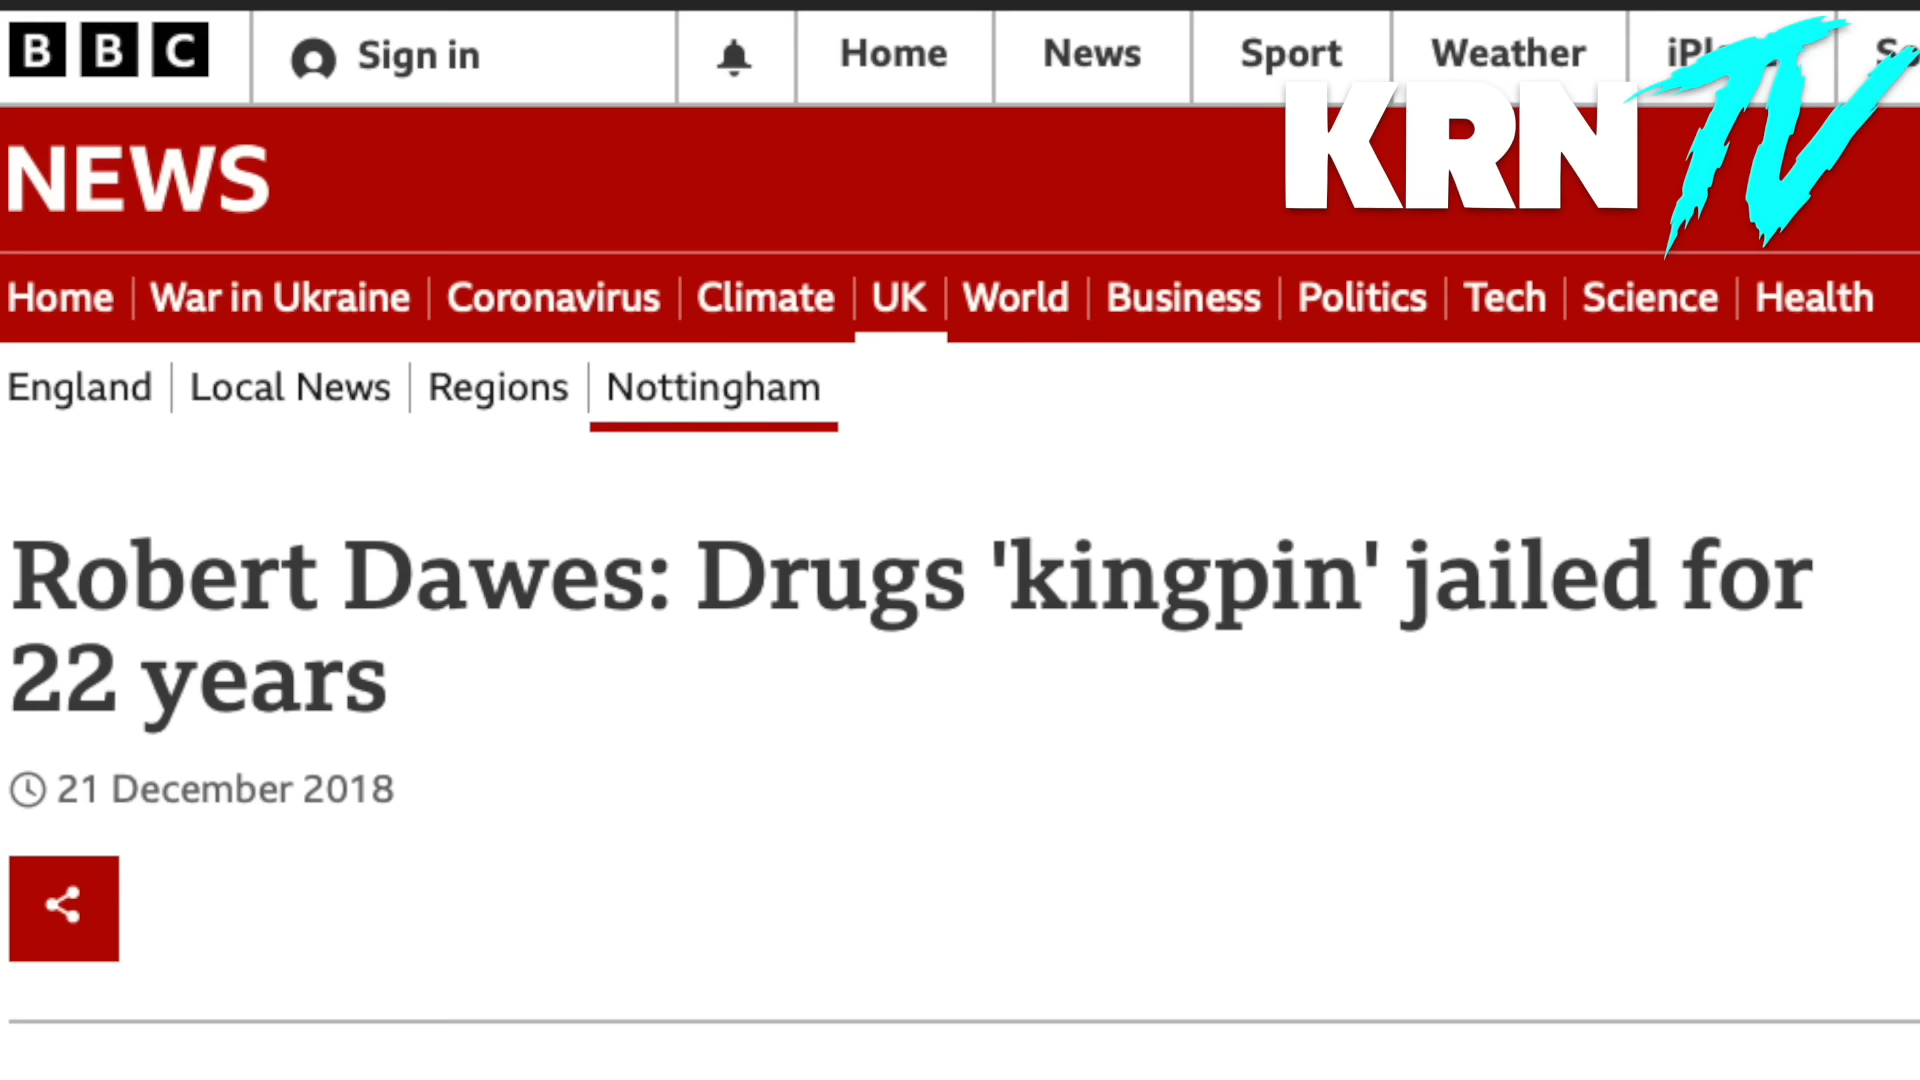 BBC Sign in Home News Sport Weather
KRN TV
NEWS
Home War in Ukraine Coronavirus Climate UK World Business Politics Tech Science Health
England Local News Regions Nottingham
Robert Dawes: Drugs 'kingpin' jailed for
22 years
21 December 2018